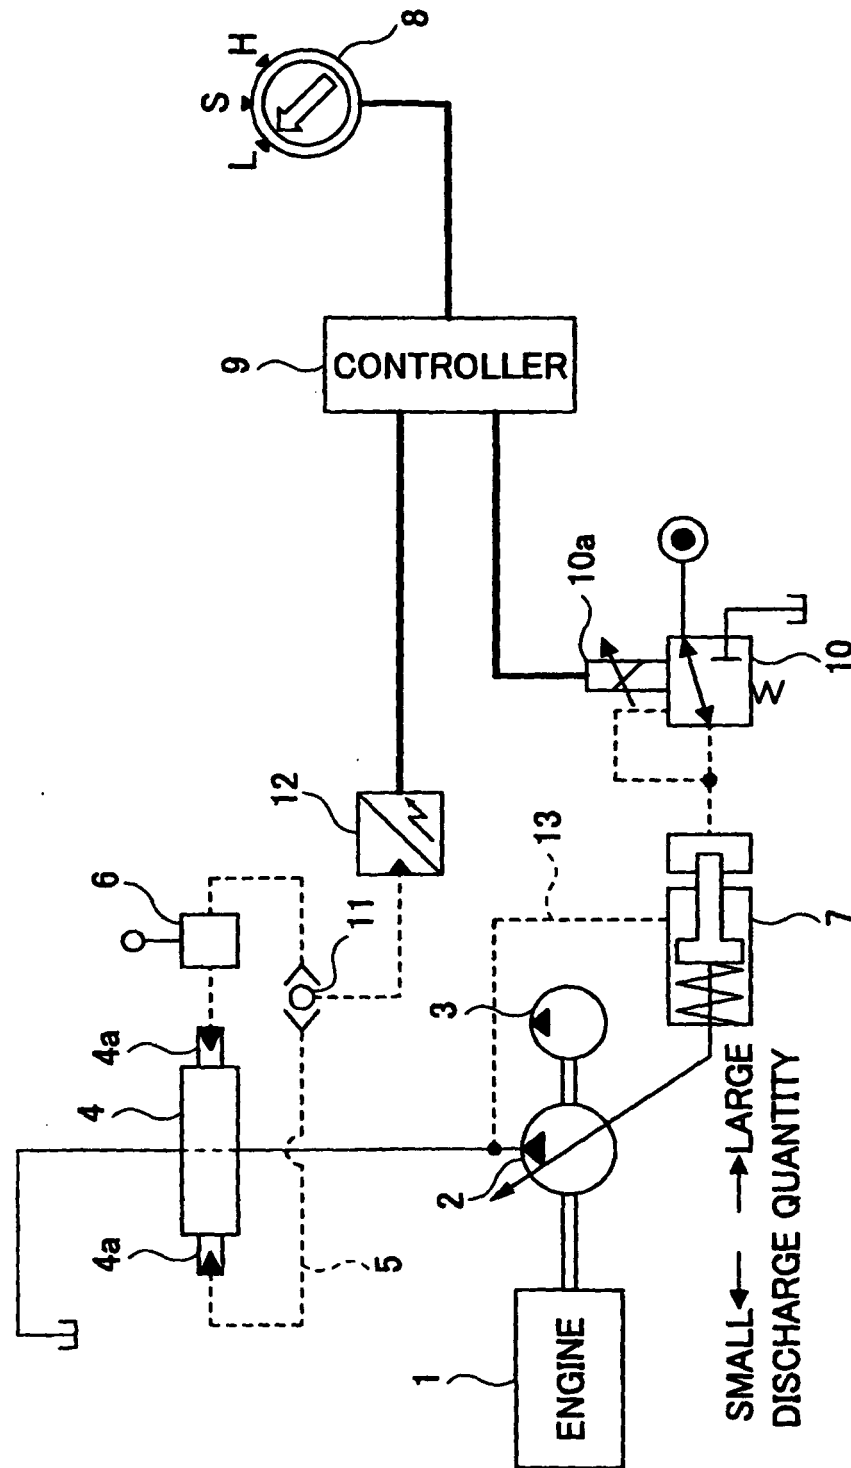 L S H
8
9
CONTROLLER
10a
10
12
6
11
13
7
4a
4
4a
5
3
2
1
ENGINE
SMALL LARGE
DISCHARGE QUANTITY